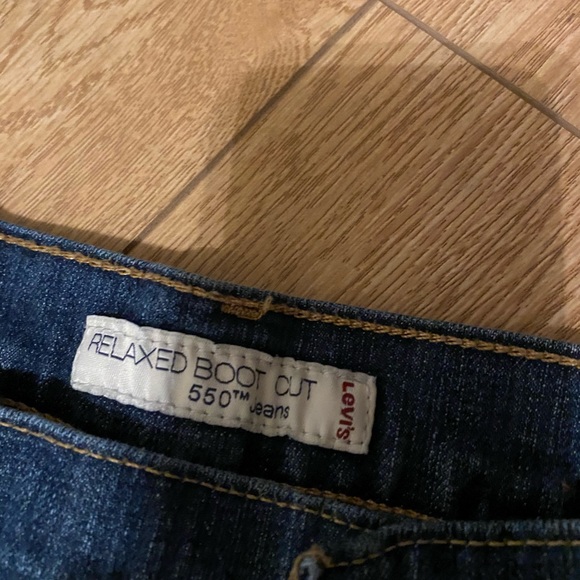 RELAXED BOOT CUT
550™ Jeans
Levi's